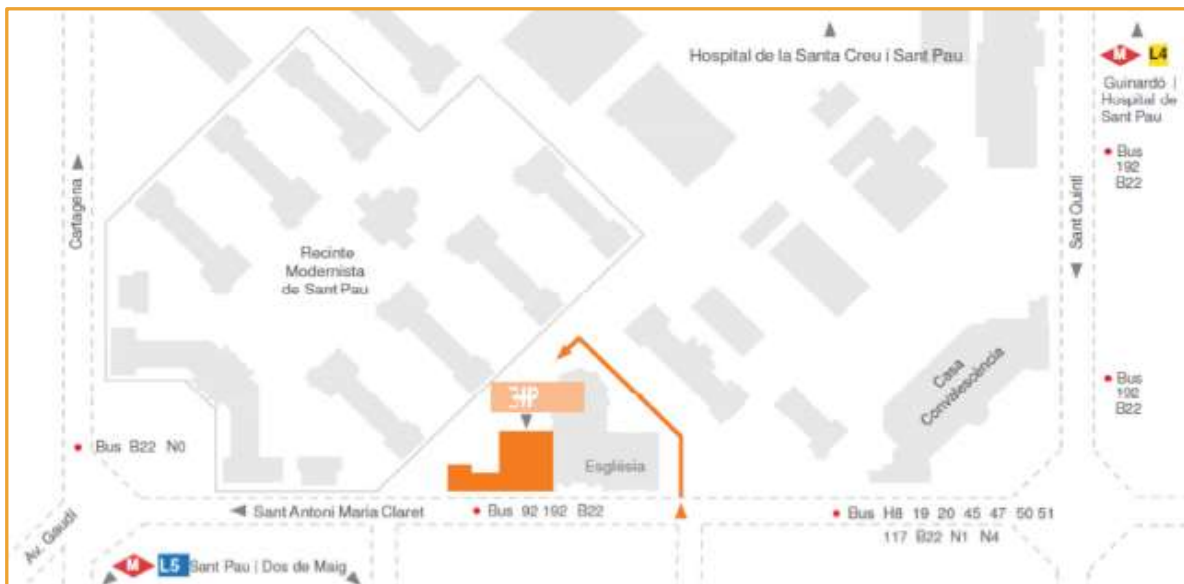 Hospital de la Santa Creu i Sant Pau
M L4
Guinardó |
Hospital de
Sant Pau
Bus
192
B22
Cartagena
Sant Quintí
Recinte
Modernista
de Sant Pau
Casa
Convalescència
Bus
192
B22
Bus B22 N0
Església
Sant Antoni Maria Claret
Bus 92 192 B22
Bus H8 19 20 45 47 50 51
117 B22 N1 N4
Av. Gaudí
M L5 Sant Pau | Dos de Maig